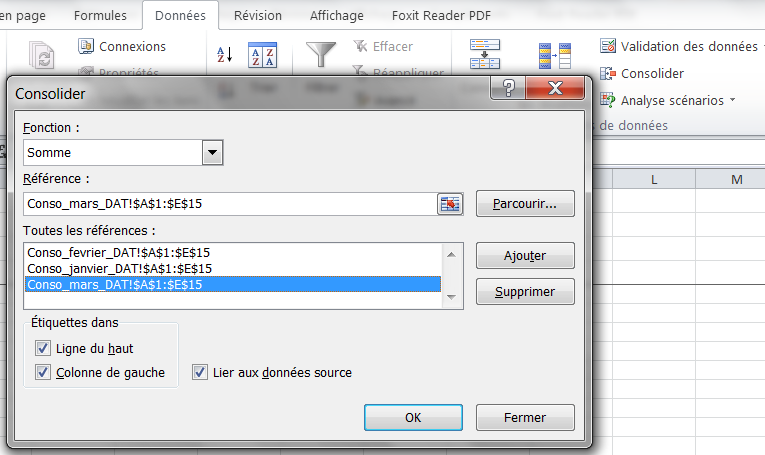 en page Formules Données Révision Affichage Foxit Reader PDF
Connexions
Propriétés
Effacer
Réappliquer
Validation des données
Consolider
Analyse scénarios
de données
Consolider
Fonction :
Somme
Référence :
Conso_mars_DAT!$A$1:$E$15
Parcourir...
Toutes les références :
Conso_fevrier_DAT!$A$1:$E$15
Conso_janvier_DAT!$A$1:$E$15
Conso_mars_DAT!$A$1:$E$15
Ajouter
Supprimer
Étiquettes dans
Ligne du haut
Colonne de gauche
Lier aux données source
OK
Fermer
L M